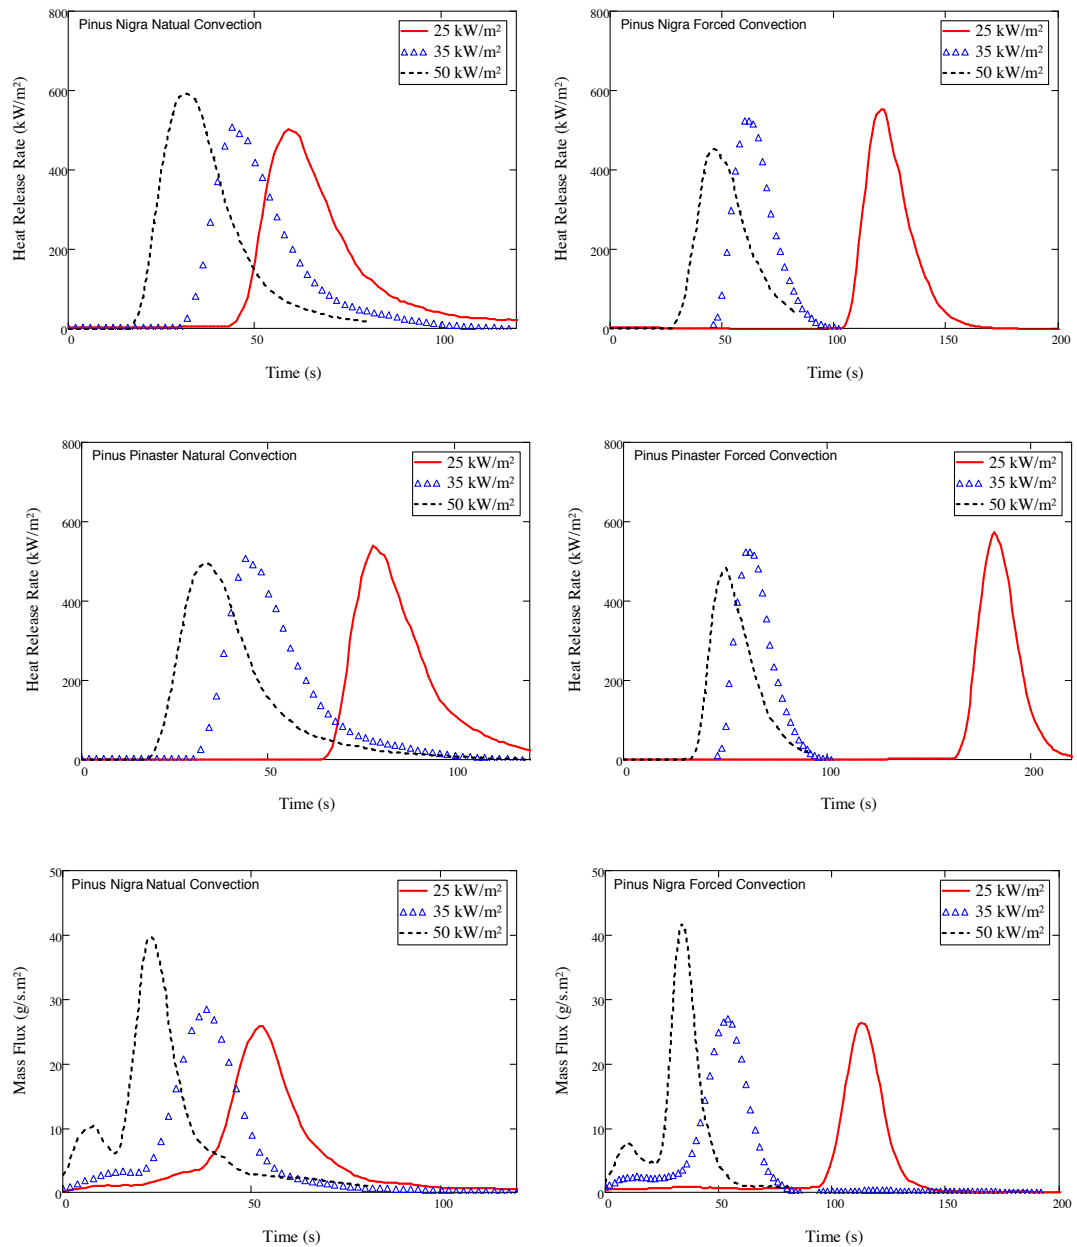 Pinus Nigra Natual Convection
25 kW/m²
35 kW/m²
50 kW/m²
800
600
400
200
0
0
50
100
Heat Release Rate (kW/m²)
Time (s)
Pinus Nigra Forced Convection
25 kW/m²
35 kW/m²
50 kW/m²
800
600
400
200
0
0
50
100
150
200
Heat Release Rate (kW/m²)
Time (s)
Pinus Pinaster Natural Convection
25 kW/m²
35 kW/m²
50 kW/m²
800
600
400
200
0
0
50
100
Heat Release Rate (kW/m²)
Time (s)
Pinus Pinaster Forced Convection
25 kW/m²
35 kW/m²
50 kW/m²
800
600
400
200
0
0
100
200
Heat Release Rate (kW/m²)
Time (s)
Pinus Nigra Natual Convection
25 kW/m²
35 kW/m²
50 kW/m²
50
40
30
20
10
0
0
50
100
Mass Flux (g/s.m²)
Time (s)
Pinus Nigra Forced Convection
25 kW/m²
35 kW/m²
50 kW/m²
50
40
30
20
10
0
0
50
100
150
200
Mass Flux (g/s.m²)
Time (s)